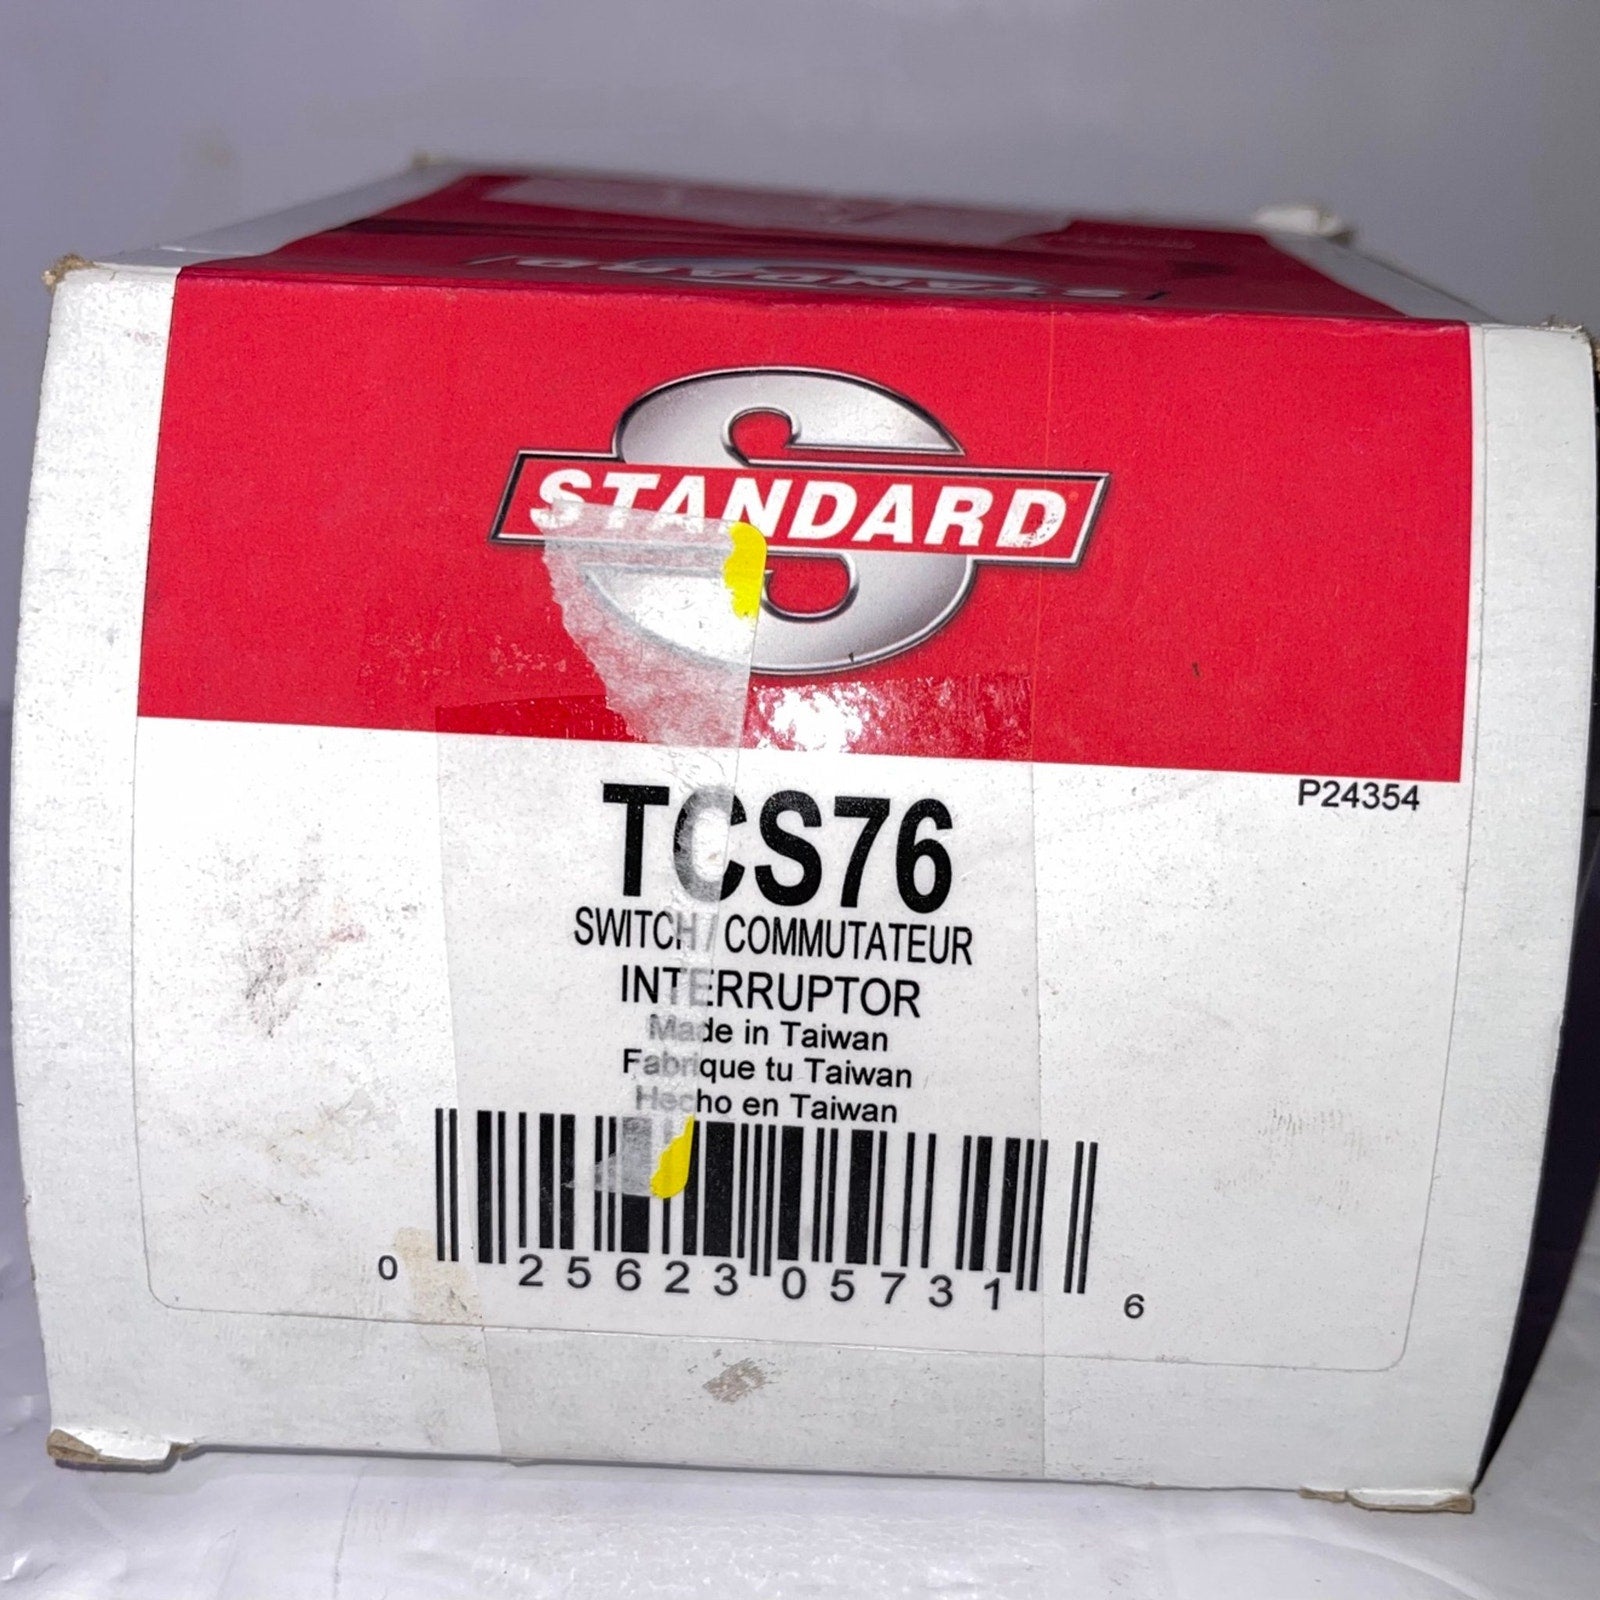 STANDARD
STANDARD
P24354
TCS76
SWITCH / COMMUTATEUR
INTERRUPTOR
Made in Taiwan
Fabrique tu Taiwan
Hecho en Taiwan
0 25623 05731 6